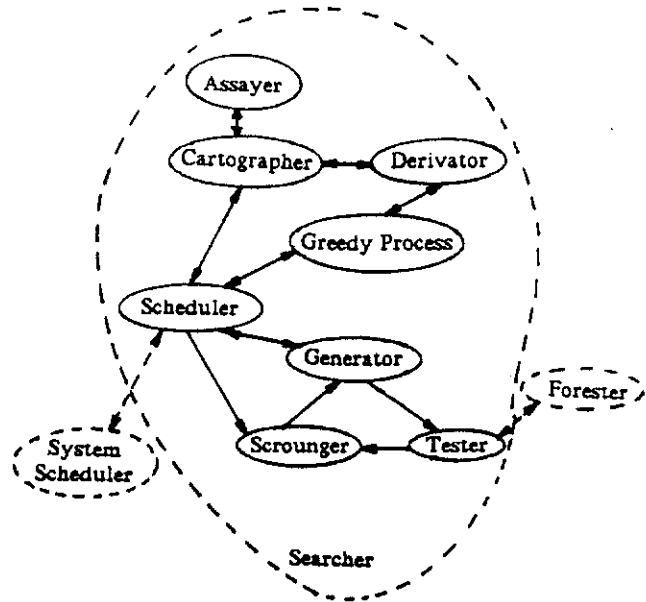 Assayer
Cartographer
Derivator
Greedy Process
Scheduler
Generator
Forester
Scrounger
Tester
System
Scheduler
Searcher